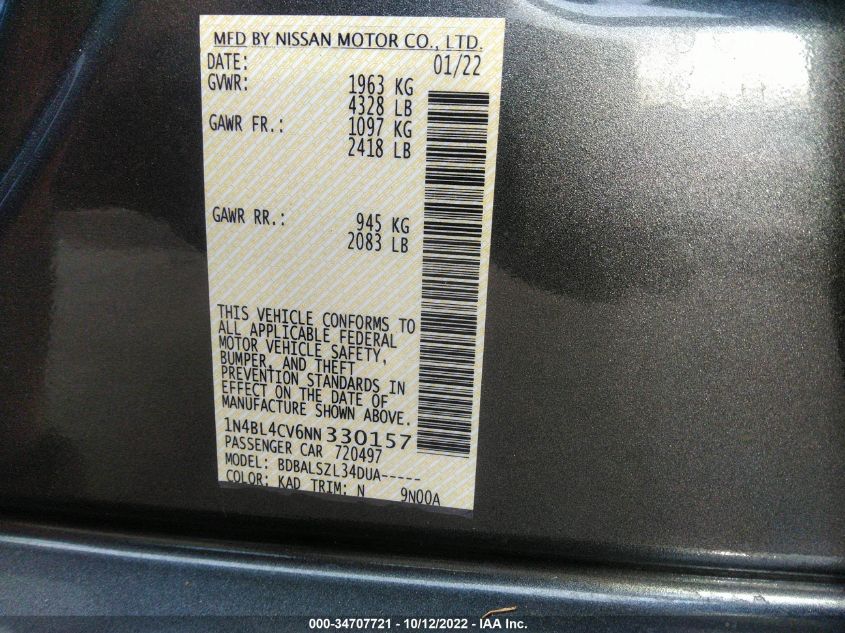 MFD BY NISSAN MOTOR CO., LTD.
DATE: 01/22
GVWR: 1963 KG
4328 LB
GAWR FR.: 1097 KG
2418 LB
GAWR RR.: 945 KG
2083 LB
THIS VEHICLE CONFORMS TO
ALL APPLICABLE FEDERAL
MOTOR VEHICLE SAFETY,
BUMPER, AND THEFT
PREVENTION STANDARDS IN
EFFECT ON THE DATE OF
MANUFACTURE SHOWN ABOVE.
1N4BL4CV6NN330157
PASSENGER CAR 720497
MODEL: BDBALSZL34DUA-----
COLOR: KAD TRIM: N 9N00A
000-34707721 - 10/12/2022 - IAA Inc.